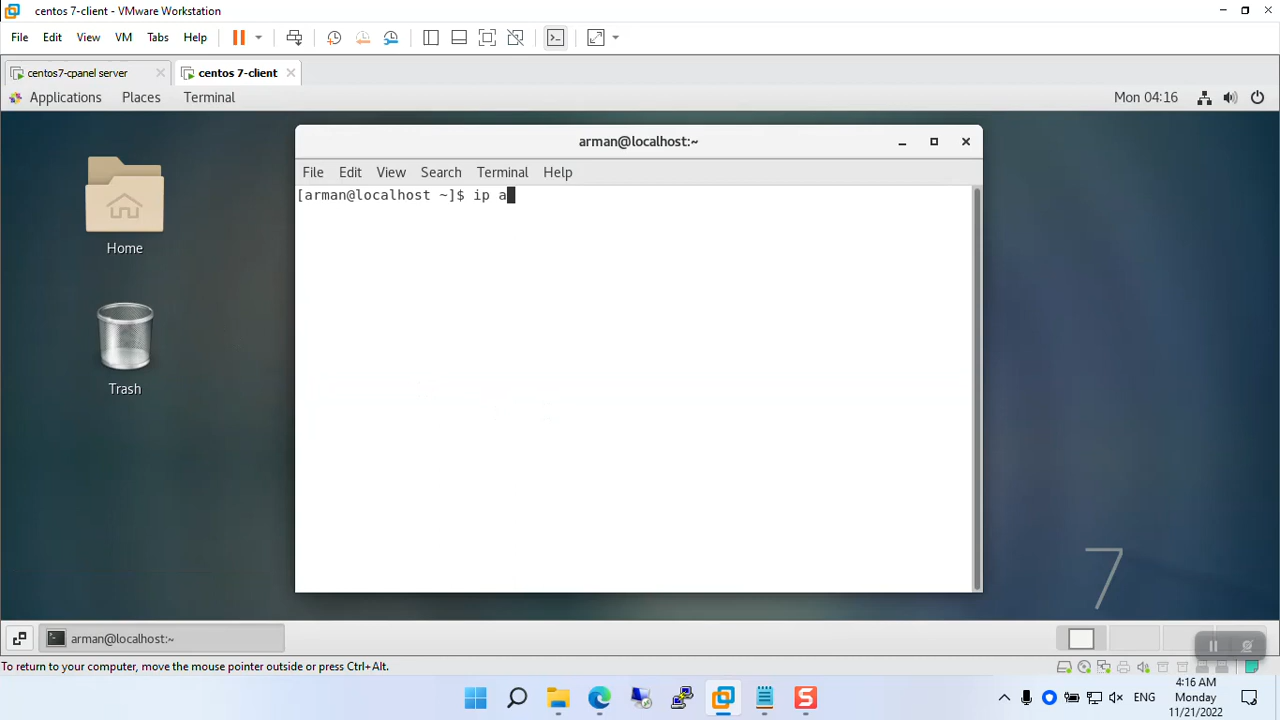 centos 7-client - VMware Workstation
File Edit View VM Tabs Help
centos7-cpanel server
centos 7-client
Applications Places Terminal
Mon 04:16
arman@localhost:~
File Edit View Search Terminal Help
[arman@localhost ~]$ ip a
Home
Trash
7
arman@localhost:~
To return to your computer, move the mouse pointer outside or press Ctrl+Alt.
ENG
4:16 AM
Monday
11/21/2022